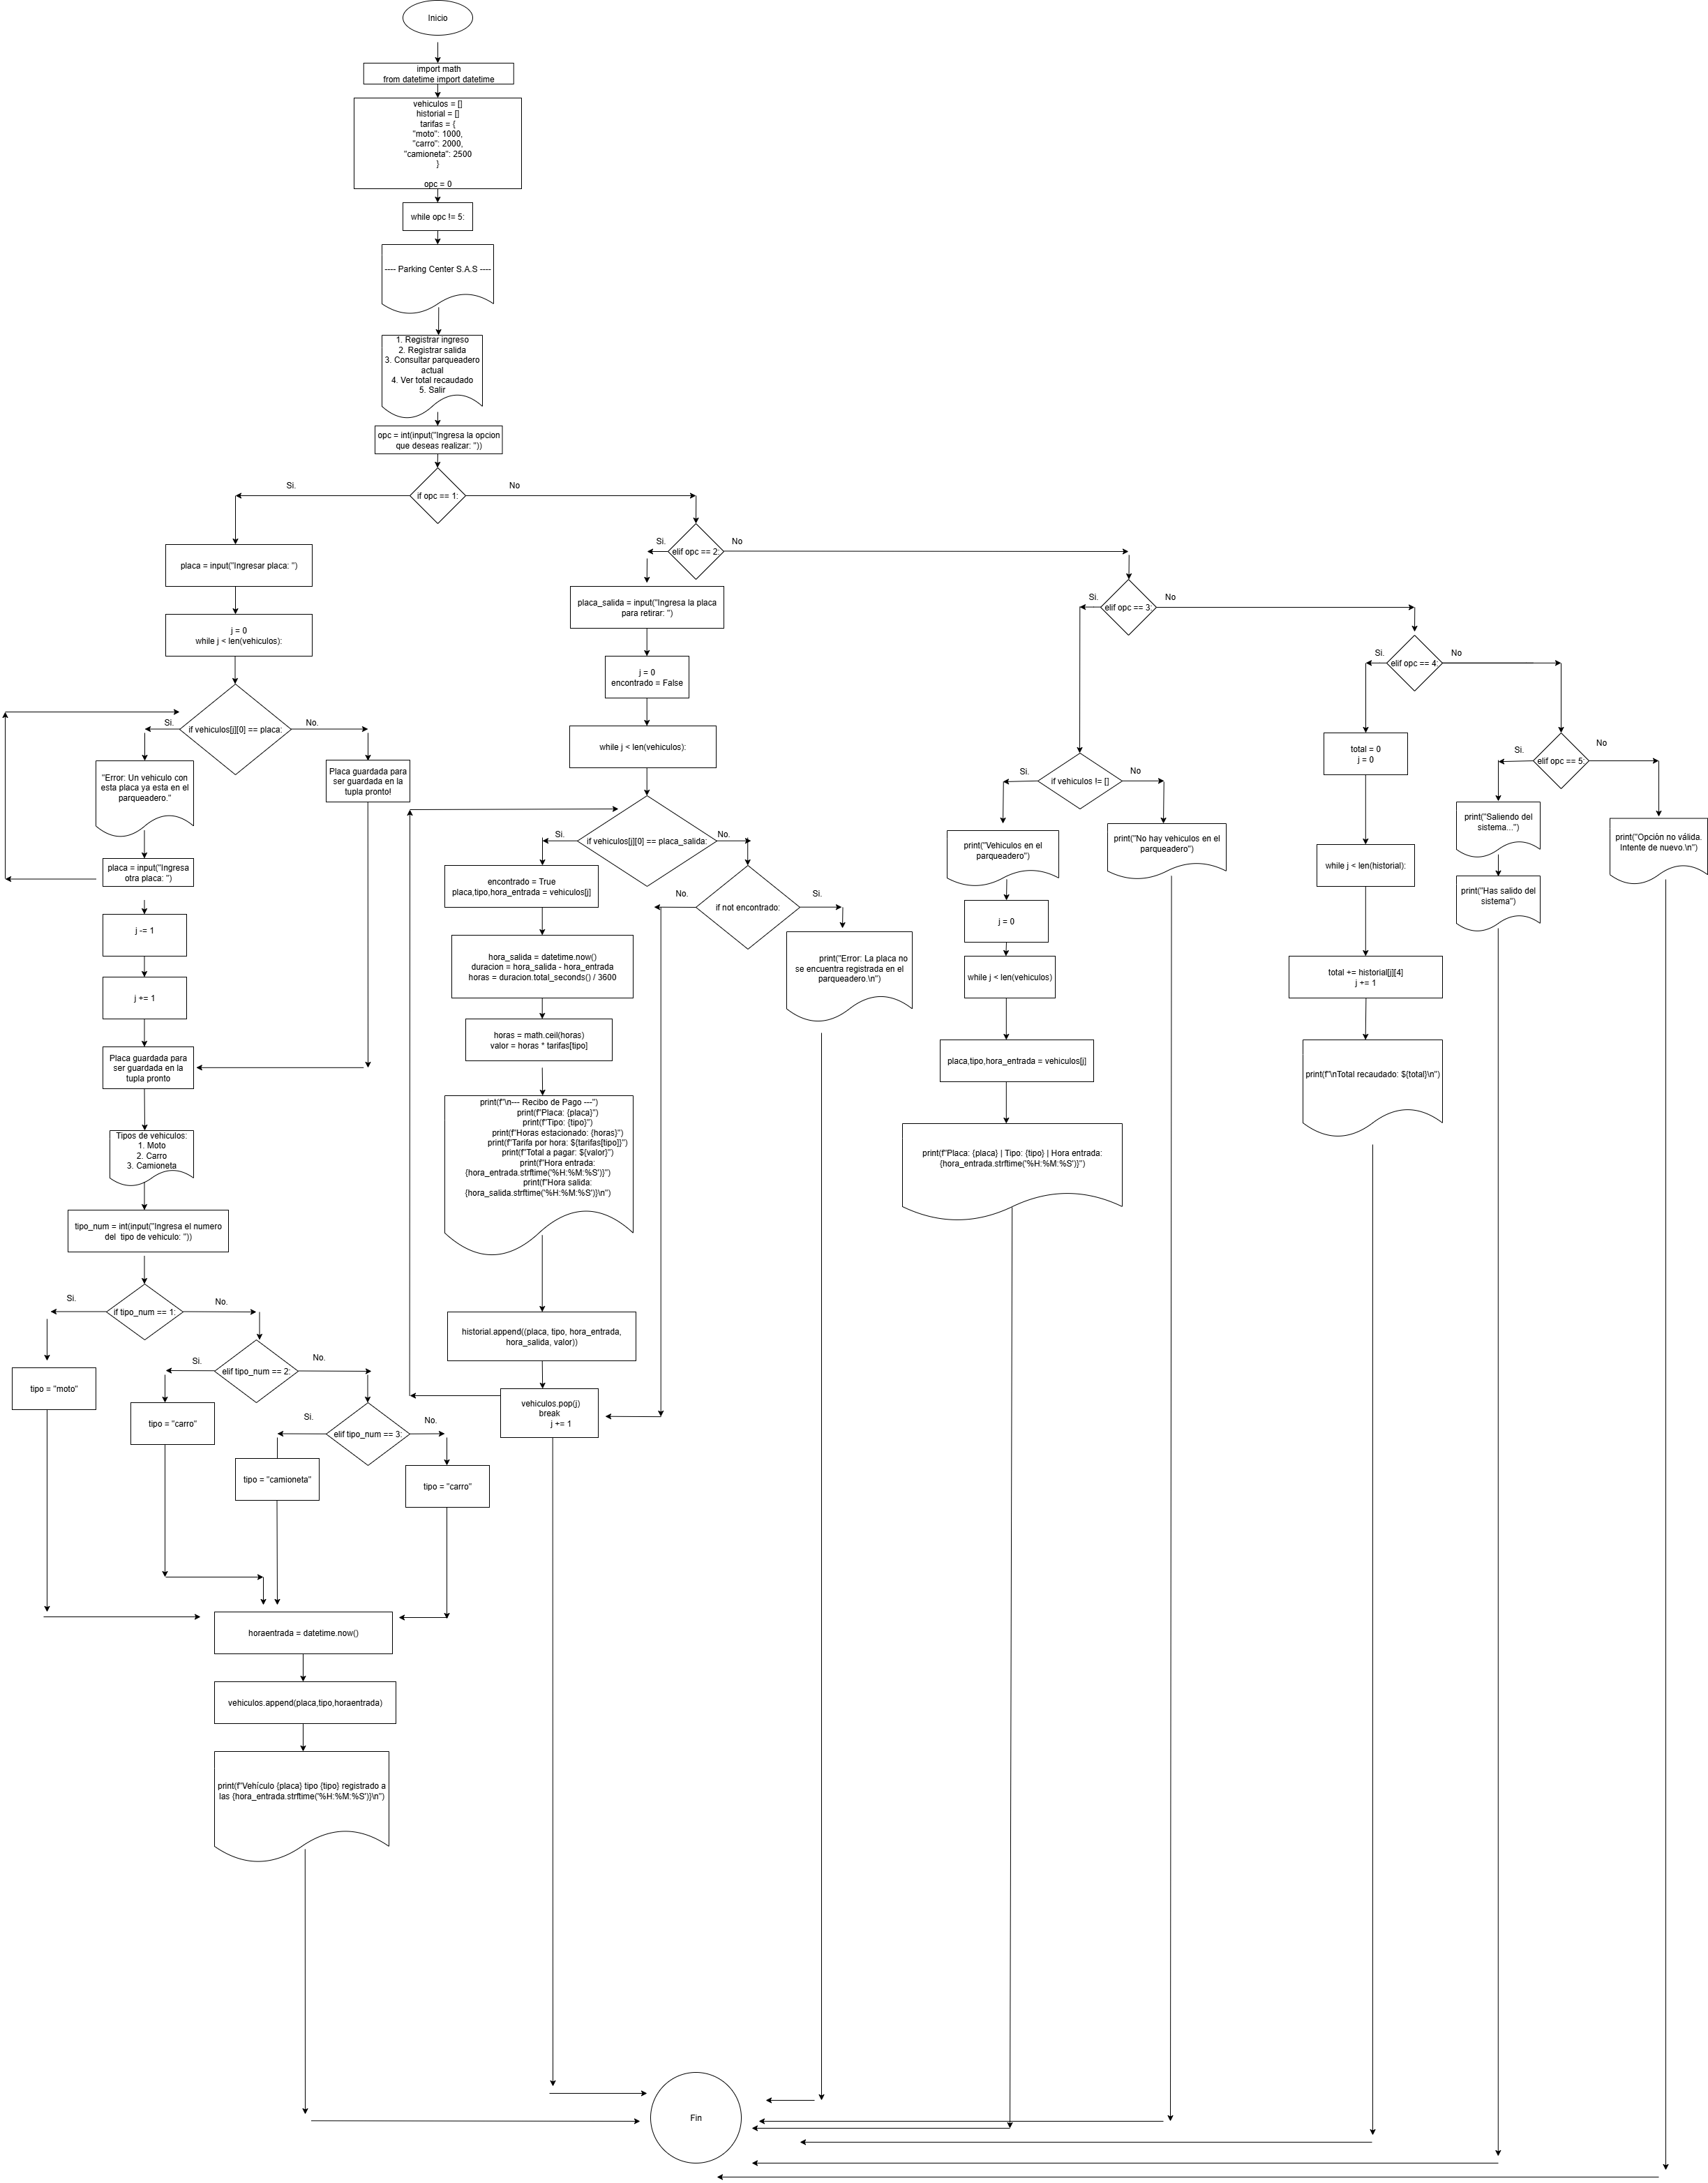 Inicio
import math
from datetime import datetime
vehiculos = []
historial = []
tarifas = {
"moto": 1000,
"carro": 2000,
"camioneta": 2500
}
opc = 0
while opc != 5:
---- Parking Center S.A.S ----
1. Registrar ingreso
2. Registrar salida
3. Consultar parqueadero
actual
4. Ver total recaudado
5. Salir
opc = int(input("Ingresa la opcion
que deseas realizar: "))
if opc == 1:
Si.
No
placa = input("Ingresar placa: ")
j = 0
while j < len(vehiculos):
if vehiculos[j][0] == placa:
Si.
No.
"Error: Un vehiculo con
esta placa ya esta en el
parqueadero."
Placa guardada para
ser guardada en la
tupla pronto!
placa = input("Ingresa
otra placa: ")
j -= 1
j += 1
Placa guardada para
ser guardada en la
tupla pronto
Tipos de vehiculos:
1. Moto
2. Carro
3. Camioneta
tipo_num = int(input("Ingresa el numero
del  tipo de vehiculo: "))
if tipo_num == 1:
Si.
No.
tipo = "moto"
elif tipo_num == 2:
Si.
No.
tipo = "carro"
elif tipo_num == 3:
Si.
No.
tipo = "camioneta"
tipo = "carro"
horaentrada = datetime.now()
vehiculos.append(placa,tipo,horaentrada)
print(f"Vehículo {placa} tipo {tipo} registrado a
las {hora_entrada.strftime('%H:%M:%S')}\n")
elif opc == 2:
Si.
No
placa_salida = input("Ingresa la placa
para retirar: ")
j = 0
encontrado = False
while j < len(vehiculos):
if vehiculos[j][0] == placa_salida:
Si.
No.
encontrado = True
placa,tipo,hora_entrada = vehiculos[j]
hora_salida = datetime.now()
duracion = hora_salida - hora_entrada
horas = duracion.total_seconds() / 3600
horas = math.ceil(horas)
valor = horas * tarifas[tipo]
print(f"\n--- Recibo de Pago ---")
print(f"Placa: {placa}")
print(f"Tipo: {tipo}")
print(f"Horas estacionado: {horas}")
print(f"Tarifa por hora: ${tarifas[tipo]}")
print(f"Total a pagar: ${valor}")
print(f"Hora entrada:
{hora_entrada.strftime('%H:%M:%S')}")
print(f"Hora salida:
{hora_salida.strftime('%H:%M:%S')}\n")
historial.append((placa, tipo, hora_entrada,
hora_salida, valor))
vehiculos.pop(j)
break
j += 1
if not encontrado:
No.
Si.
print("Error: La placa no
se encuentra registrada en el
parqueadero.\n")
elif opc == 3:
Si.
No
if vehiculos != []
Si.
No
print("Vehiculos en el
parqueadero")
print("No hay vehiculos en el
parqueadero")
j = 0
while j < len(vehiculos)
placa,tipo,hora_entrada = vehiculos[j]
print(f"Placa: {placa} | Tipo: {tipo} | Hora entrada:
{hora_entrada.strftime('%H:%M:%S')}")
elif opc == 4:
Si.
No
total = 0
j = 0
while j < len(historial):
total += historial[j][4]
j += 1
print(f"\nTotal recaudado: ${total}\n")
elif opc == 5:
Si.
No
print("Saliendo del
sistema...")
print("Has salido del
sistema")
print("Opción no válida.
Intente de nuevo.\n")
Fin